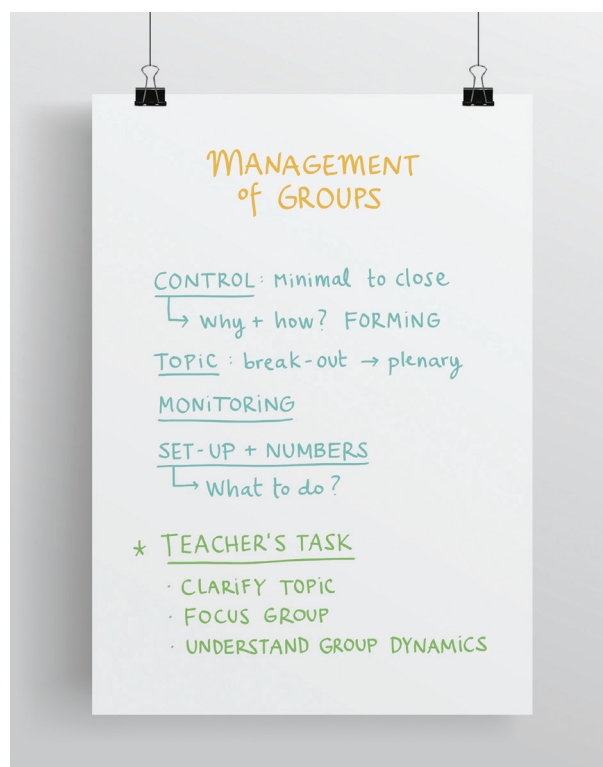 MANAGEMENT
of GROUPS
CONTROL: Minimal to close
↳ Why + how? FORMING
TOPIC: break-out → plenary
MONITORING
SET-UP + NUMBERS
↳ What to do?
* TEACHER'S TASK
· CLARIFY TOPIC
· FOCUS GROUP
· UNDERSTAND GROUP DYNAMICS